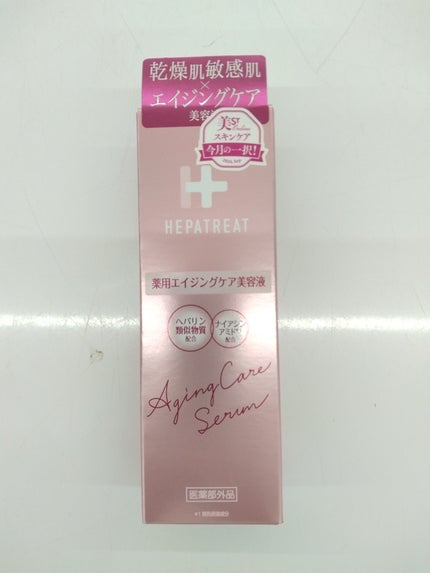 乾燥肌敏感肌
×
エイジングケア
美容液
美ST
スキンケア
今月の一択!
HEPATREAT
薬用エイジングケア美容液
ヘパリン
類似物質
配合
ナイアシン
アミド
配合
Aging Care
Serum
医薬部外品